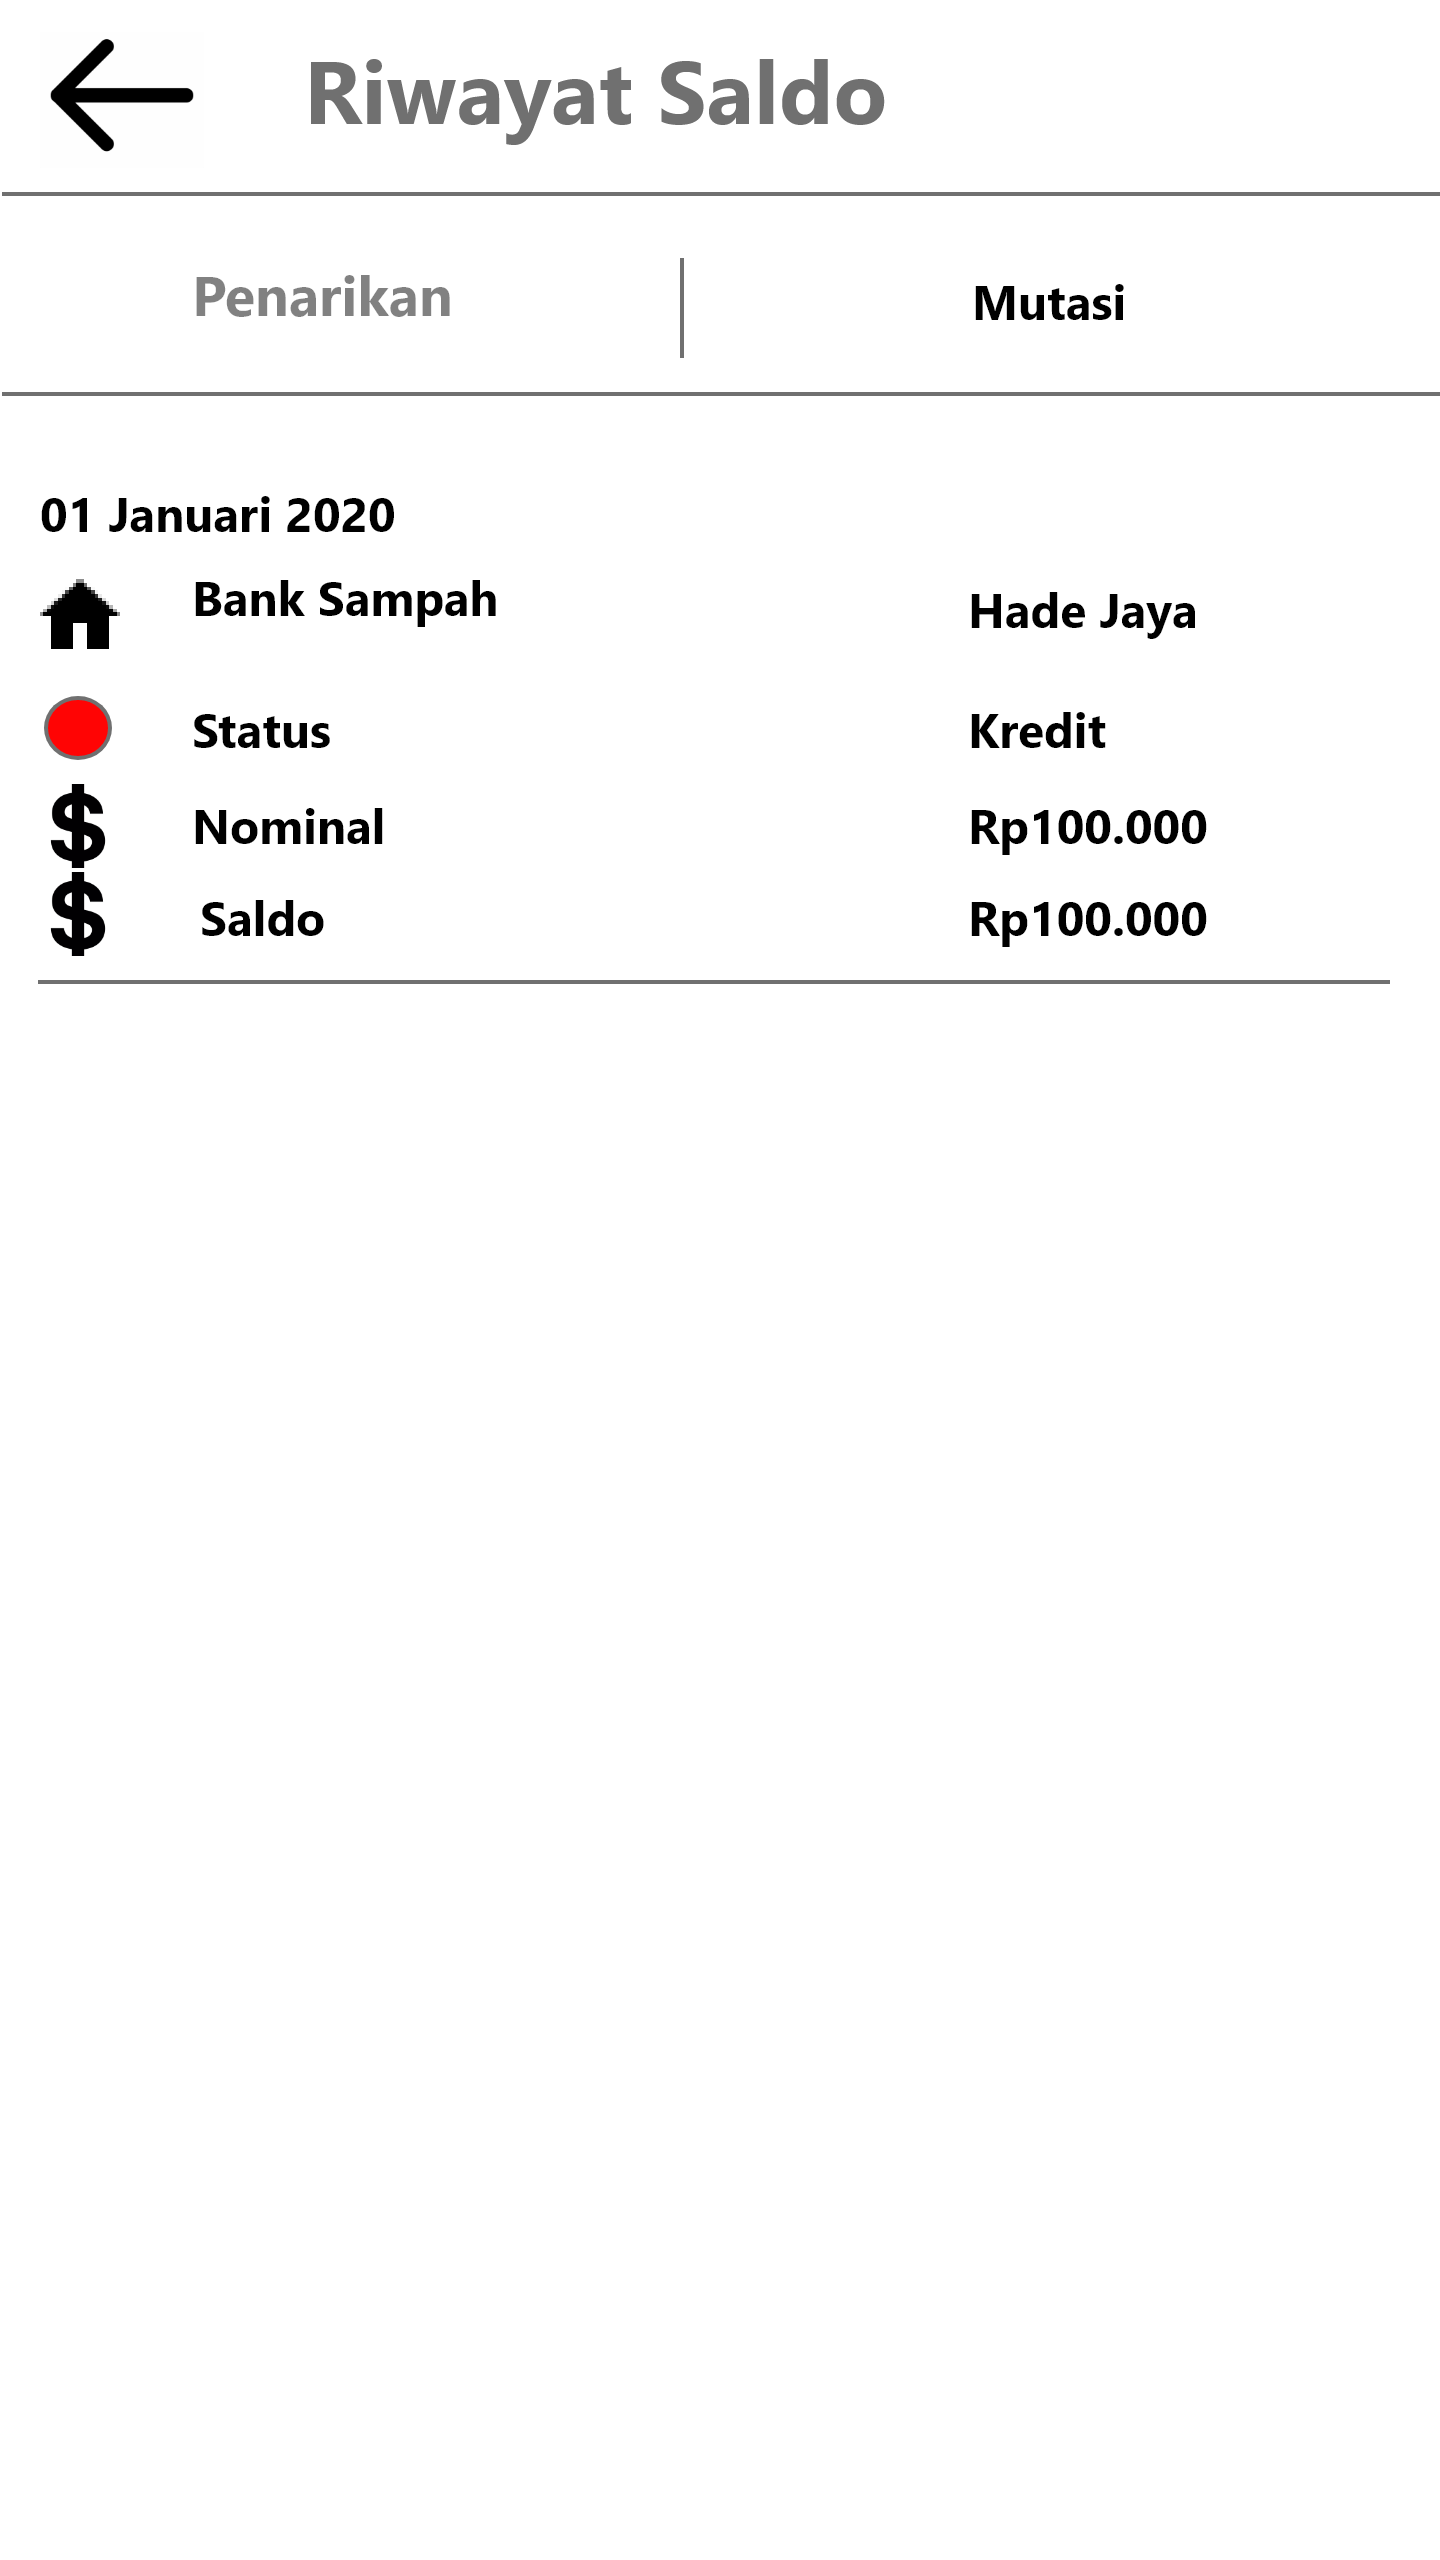 Riwayat Saldo
Penarikan Mutasi
01 Januari 2020
Bank Sampah Hade Jaya
Status Kredit
$ Nominal Rp100.000
$ Saldo Rp100.000